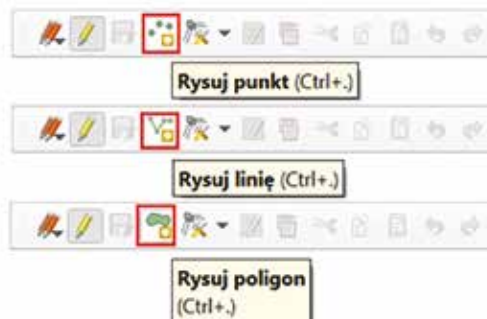 Rysuj punkt (Ctrl+.)
Rysuj linię (Ctrl+.)
Rysuj poligon
(Ctrl+.)